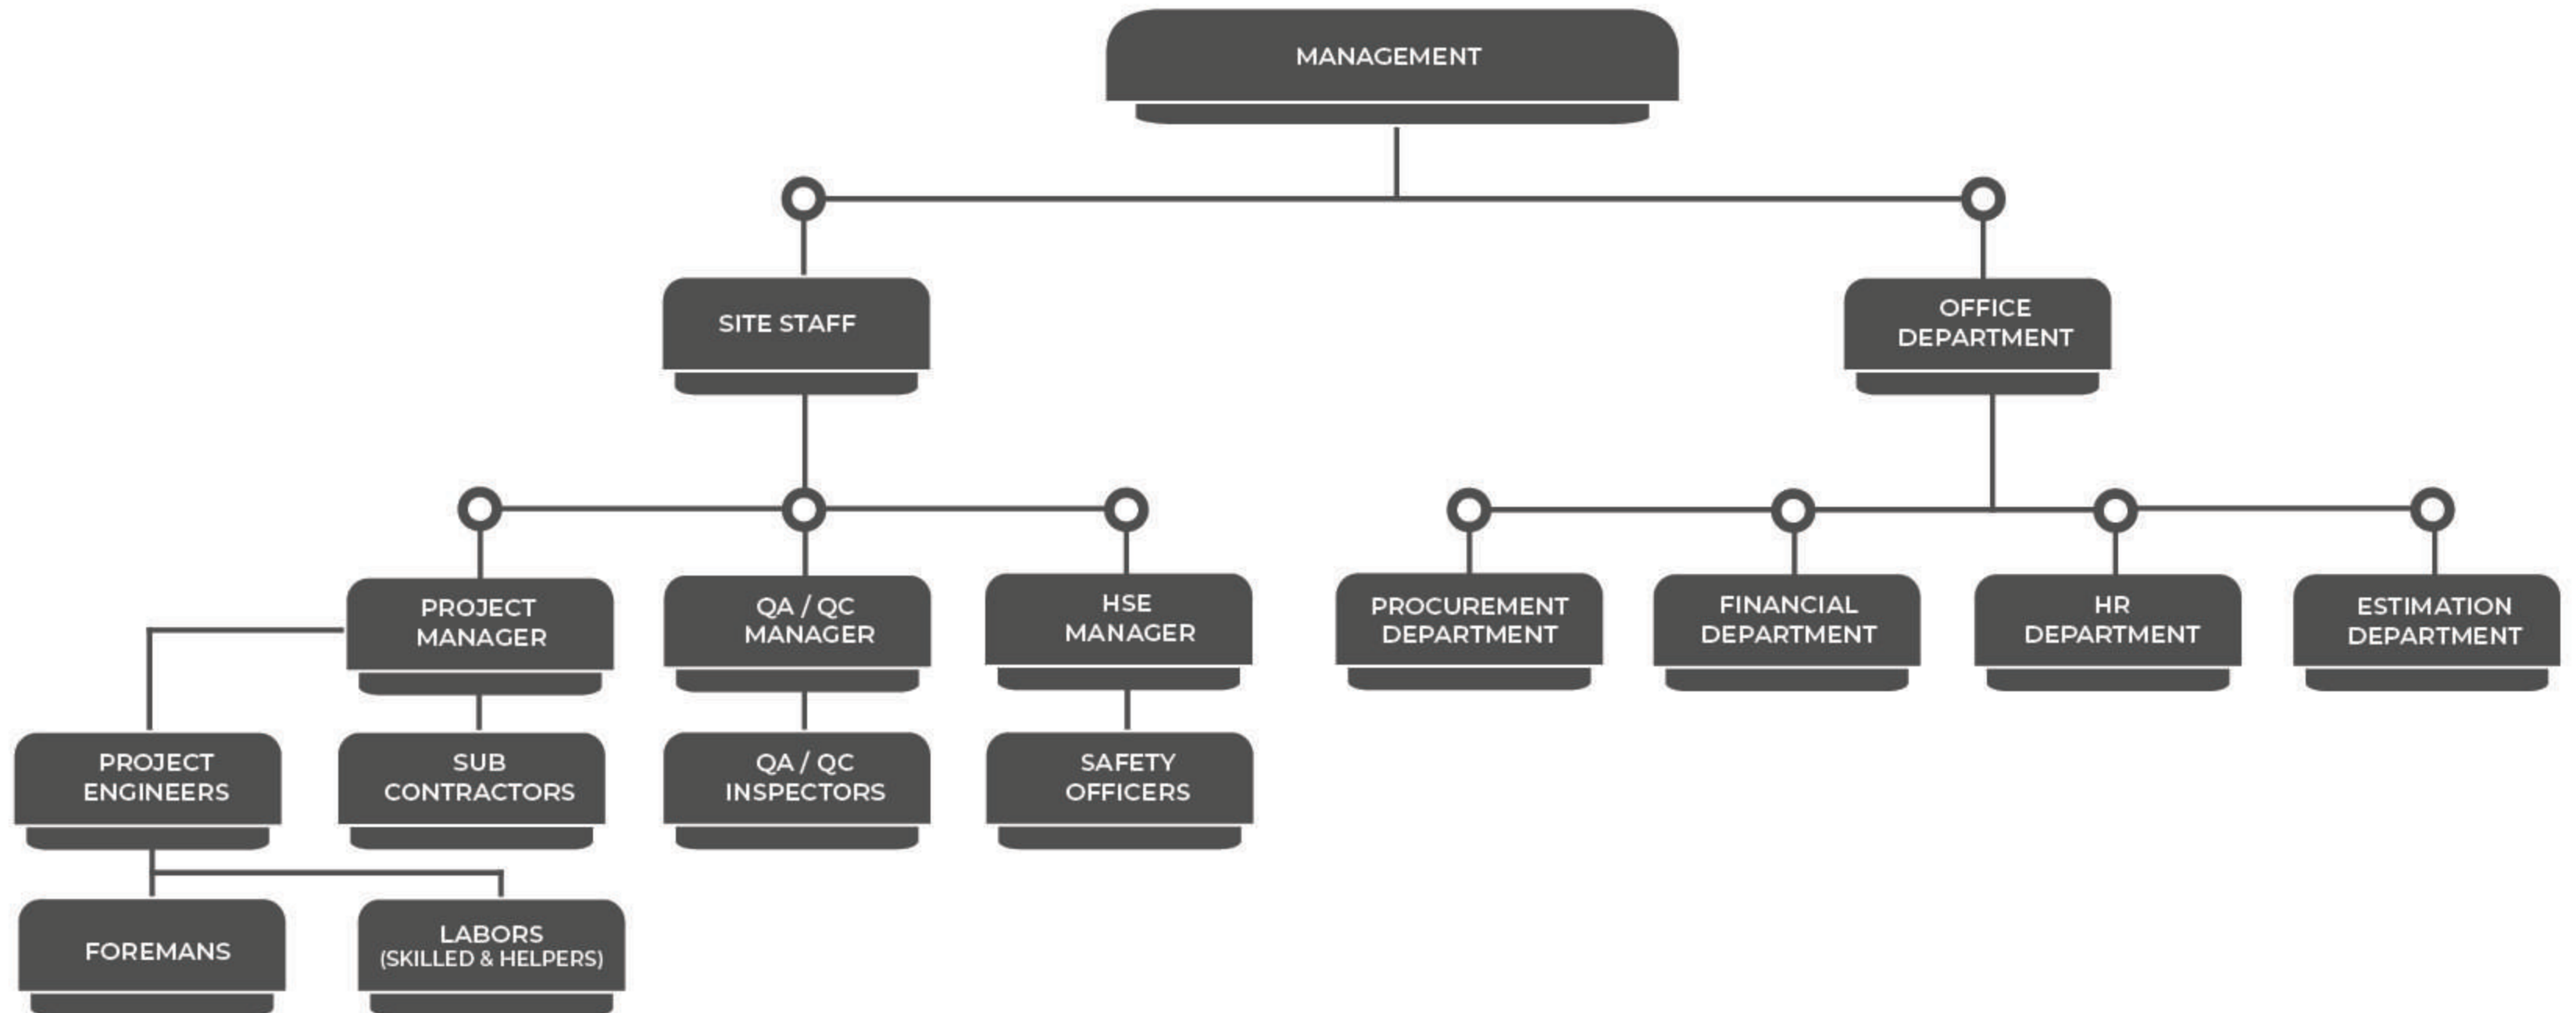 MANAGEMENT
SITE STAFF
OFFICE
DEPARTMENT
PROJECT
MANAGER
QA / QC
MANAGER
HSE
MANAGER
PROCUREMENT
DEPARTMENT
FINANCIAL
DEPARTMENT
HR
DEPARTMENT
ESTIMATION
DEPARTMENT
PROJECT
ENGINEERS
SUB
CONTRACTORS
QA / QC
INSPECTORS
SAFETY
OFFICERS
FOREMANS
LABORS
(SKILLED & HELPERS)